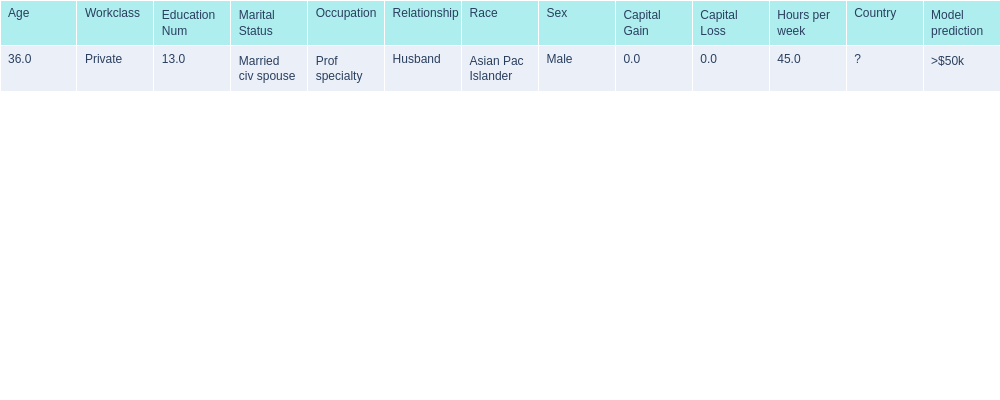 Age Workclass Education Num Marital Status Occupation Relationship Race Sex Capital Gain Capital Loss Hours per week Country Model prediction
36.0 Private 13.0 Married civ spouse Prof specialty Husband Asian Pac Islander Male 0.0 0.0 45.0 ? >$50k